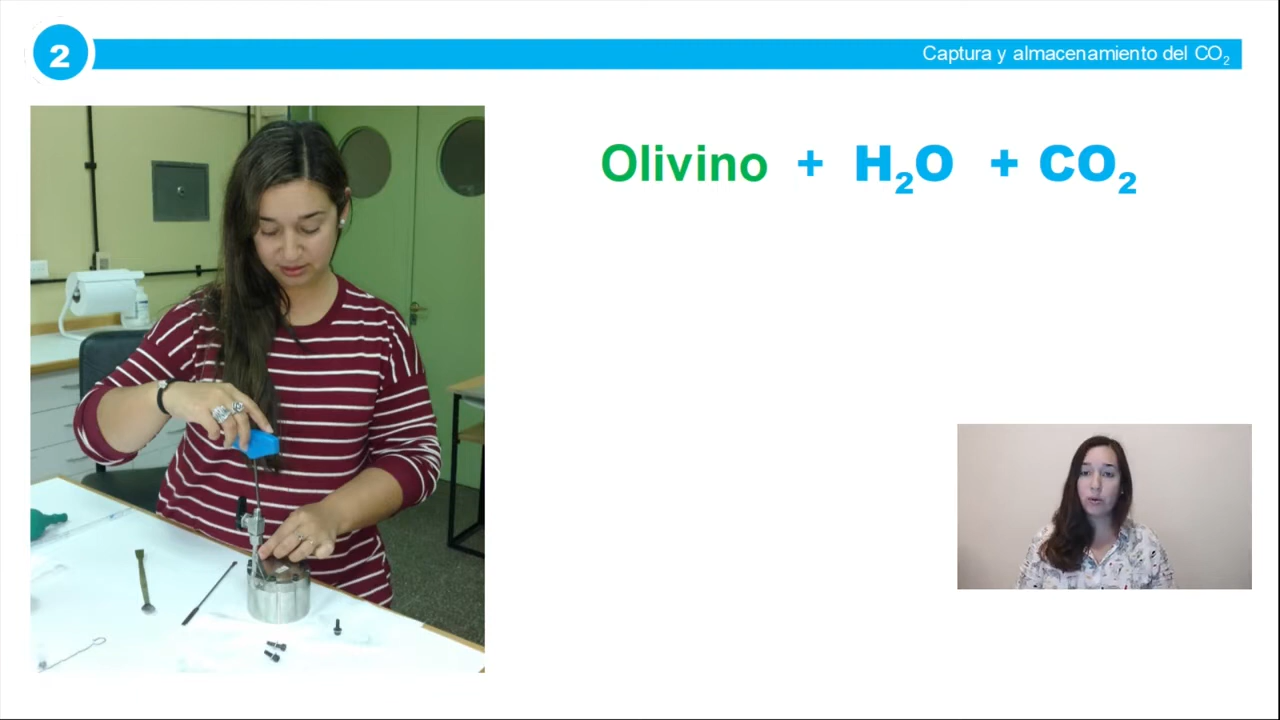 2
Captura y almacenamiento del CO₂
Olivino + H₂O + CO₂